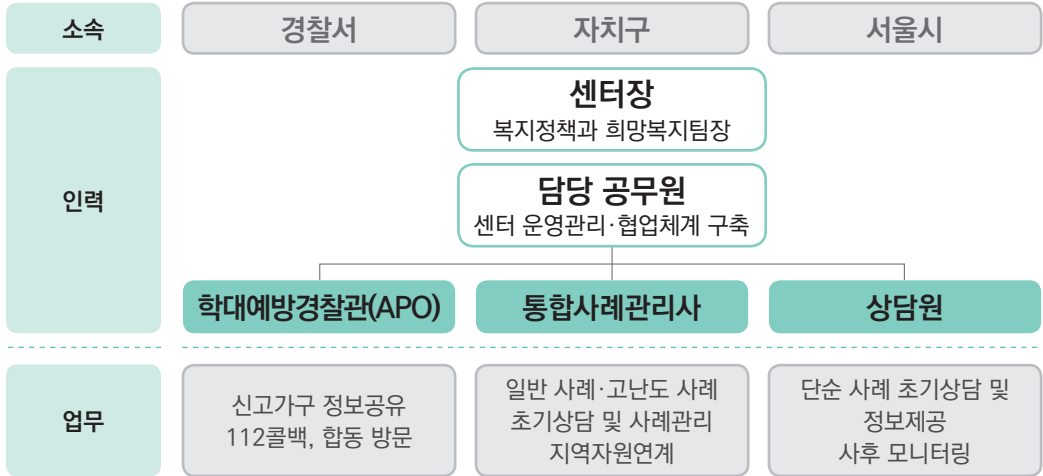 소속
경찰서
자치구
서울시
인력
센터장
복지정책과 희망복지팀장
담당 공무원
센터 운영관리·협업체계 구축
학대예방경찰관(APO)
통합사례관리사
상담원
업무
신고가구 정보공유
112콜백, 합동 방문
일반 사례·고난도 사례
초기상담 및 사례관리
지역자원연계
단순 사례 초기상담 및
정보제공
사후 모니터링